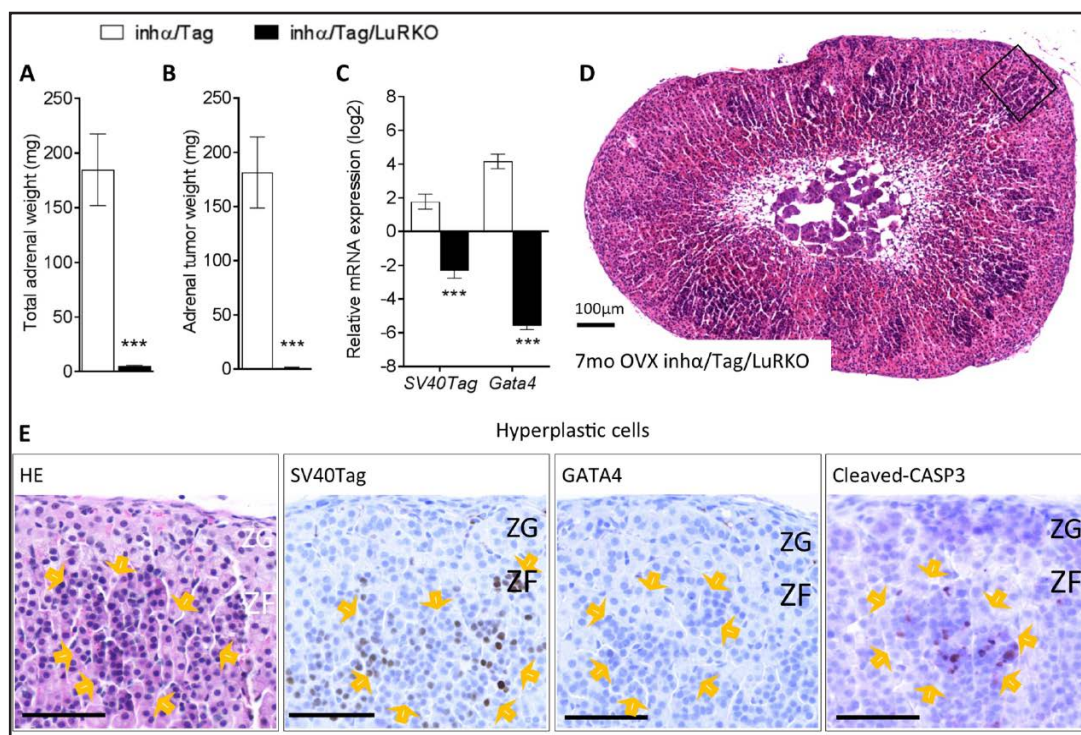 inhα/Tag inhα/Tag/LuRKO
A
B
C
D
Total adrenal weight (mg)
250
200
150
100
50
0
***
Adrenal tumor weight (mg)
250
200
150
100
50
0
***
Relative mRNA expression (log2)
8
6
4
2
0
-2
-4
-6
-8
***
***
SV40Tag Gata4
100µm
7mo OVX inhα/Tag/LuRKO
E
Hyperplastic cells
HE
ZG
ZF
SV40Tag
ZG
ZF
GATA4
ZG
ZF
Cleaved-CASP3
ZG
ZF